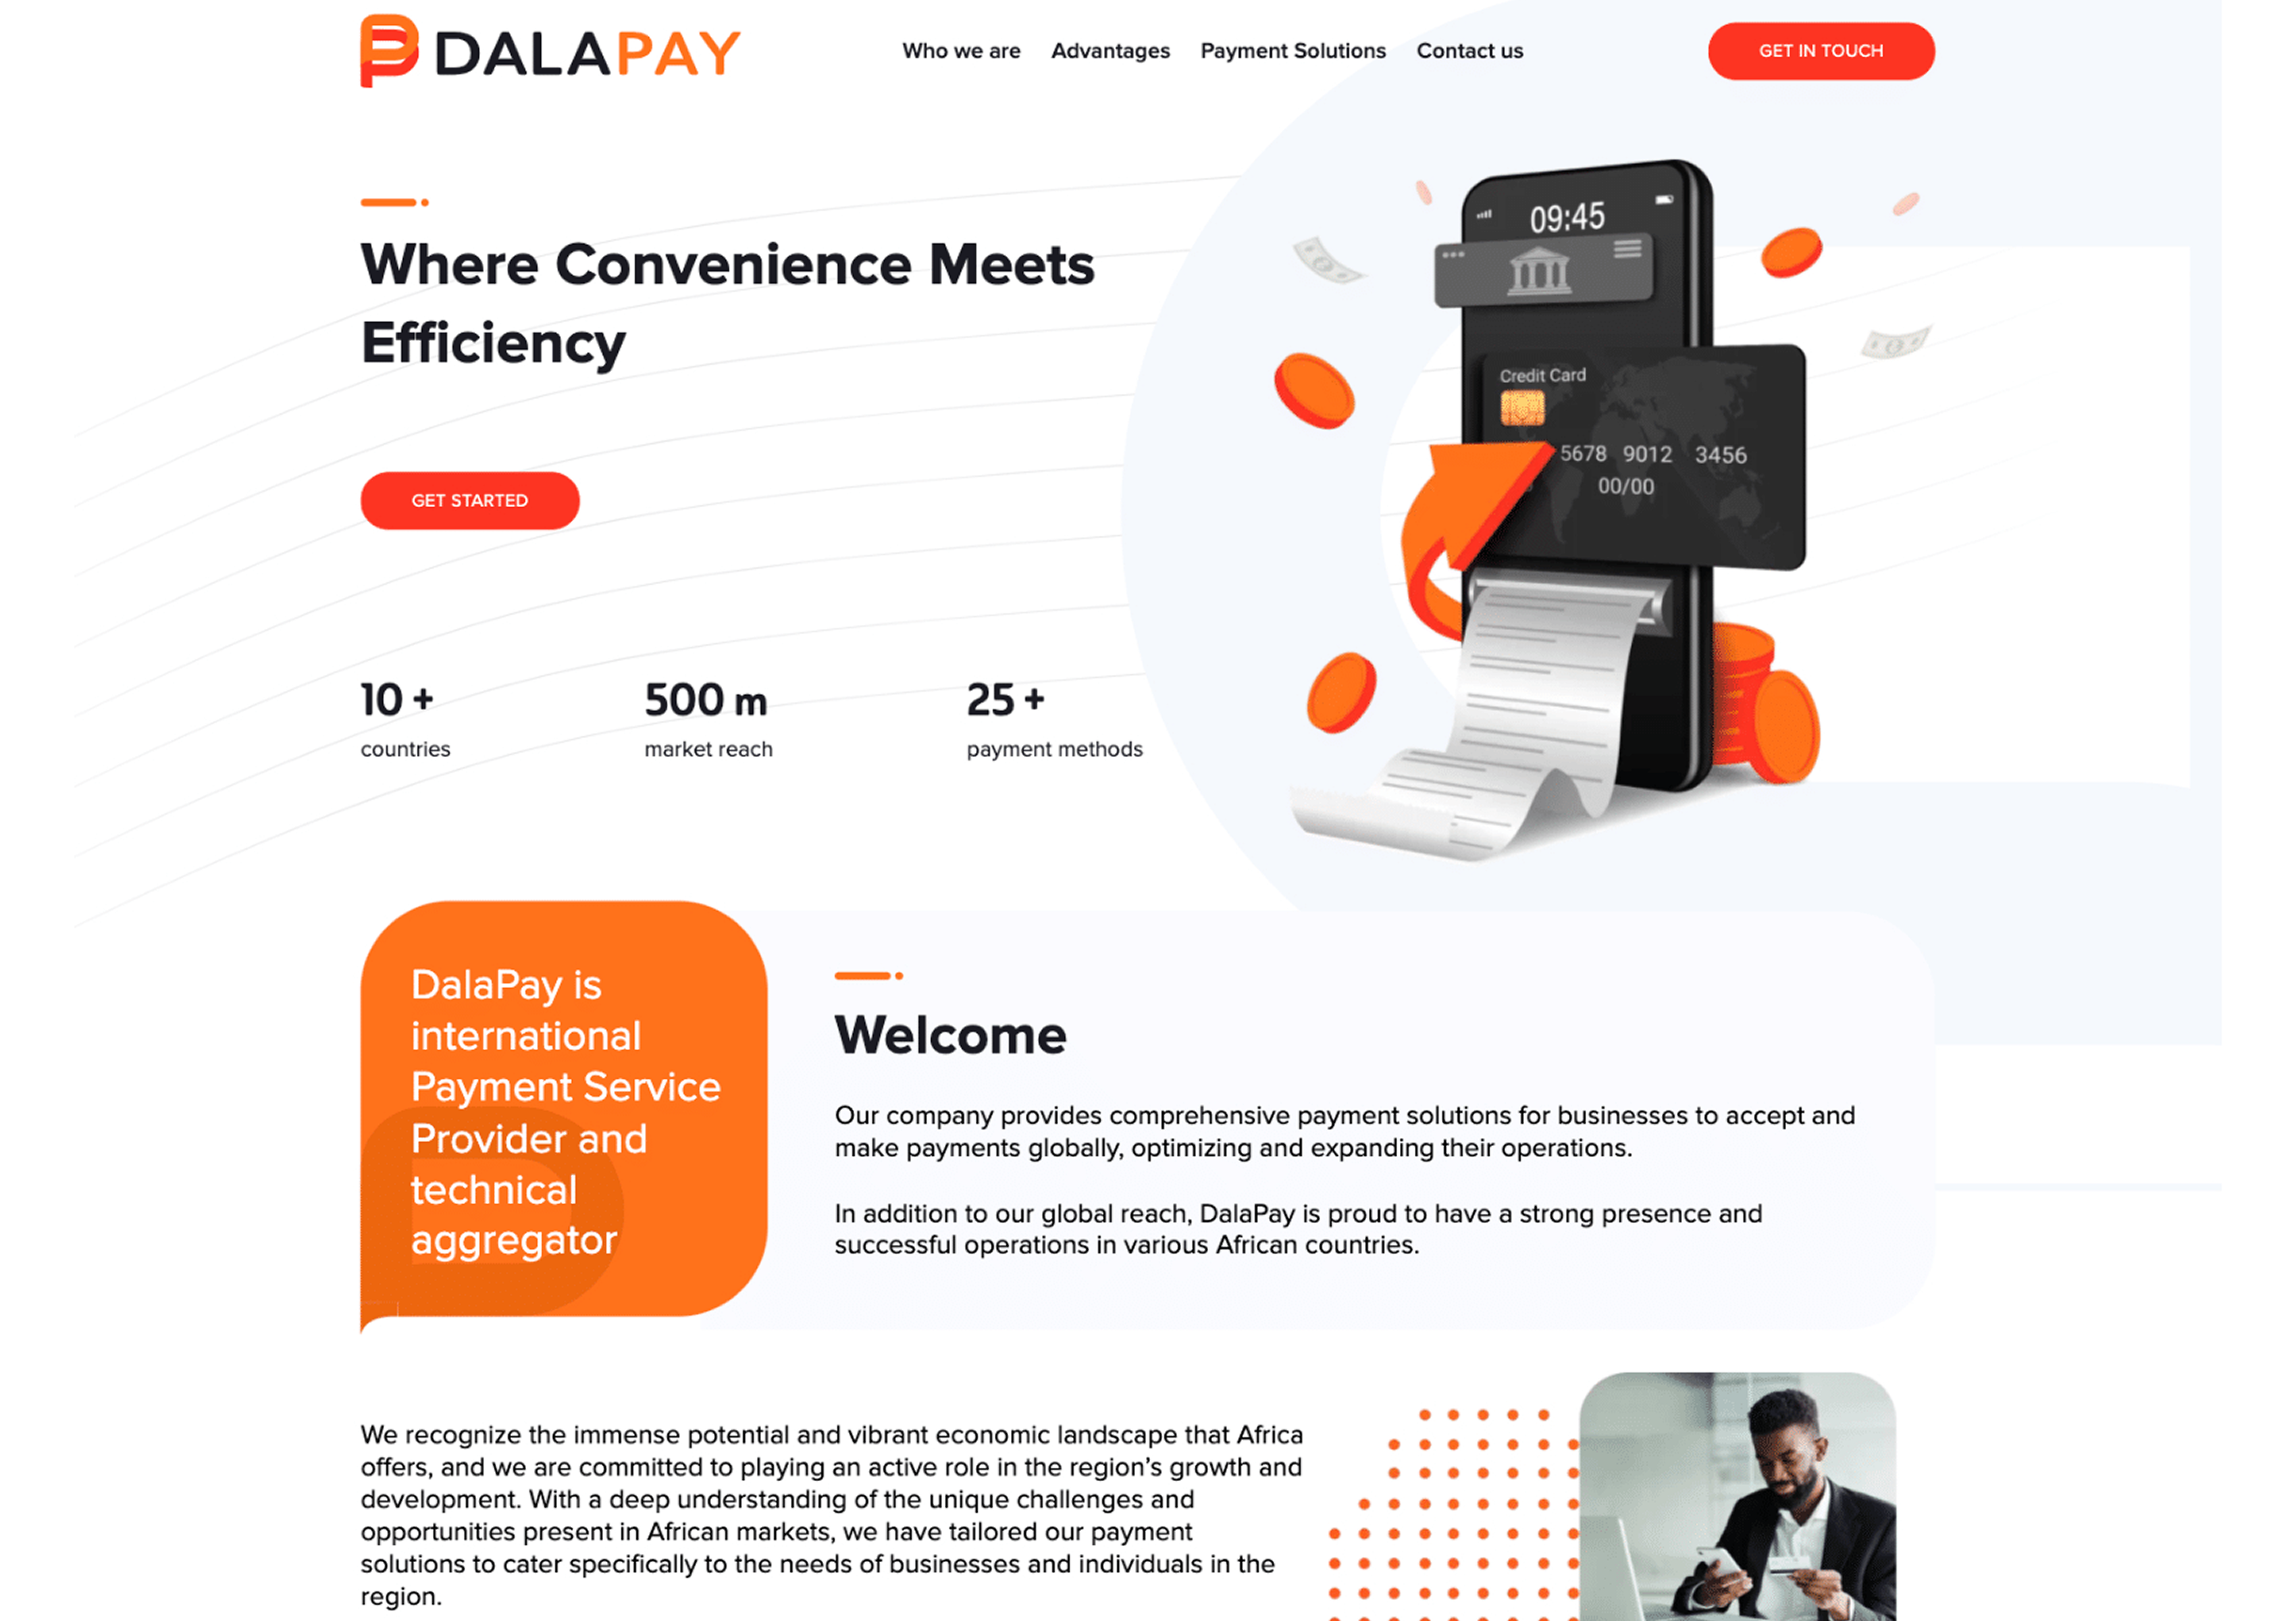 DALAPAY
Who we are
Advantages
Payment Solutions
Contact us
GET IN TOUCH
Where Convenience Meets
Efficiency
GET STARTED
10 +
countries
500 m
market reach
25 +
payment methods
09:45
Credit Card
5678 9012 3456
00/00
DalaPay is
international
Payment Service
Provider and
technical
aggregator
Welcome
Our company provides comprehensive payment solutions for businesses to accept and
make payments globally, optimizing and expanding their operations.
In addition to our global reach, DalaPay is proud to have a strong presence and
successful operations in various African countries.
We recognize the immense potential and vibrant economic landscape that Africa
offers, and we are committed to playing an active role in the region's growth and
development. With a deep understanding of the unique challenges and
opportunities present in African markets, we have tailored our payment
solutions to cater specifically to the needs of businesses and individuals in the
region.